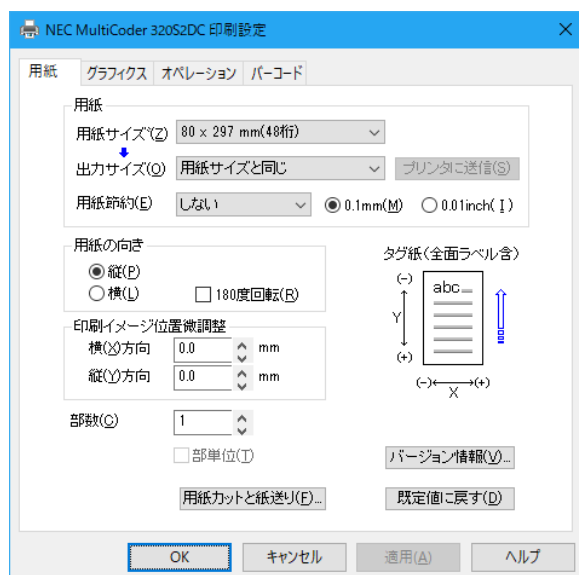 NEC MultiCoder 320S2DC 印刷設定
用紙 グラフィクス オペレーション バーコード
用紙
用紙サイズ(Z) 80 x 297 mm(48桁)
出力サイズ(O) 用紙サイズと同じ プリンタに送信(S)
用紙節約(E) しない 0.1mm(M) 0.01inch(I)
用紙の向き
縦(P)
横(L) 180度回転(R)
タグ紙(全面ラベル含)
(-)
abc
Y
(+)
(-) (+)
X
印刷イメージ位置微調整
横(X)方向 0.0 mm
縦(Y)方向 0.0 mm
部数(C) 1
部単位(T) バージョン情報(V)...
用紙カットと紙送り(F)... 既定値に戻す(D)
OK キャンセル 適用(A) ヘルプ